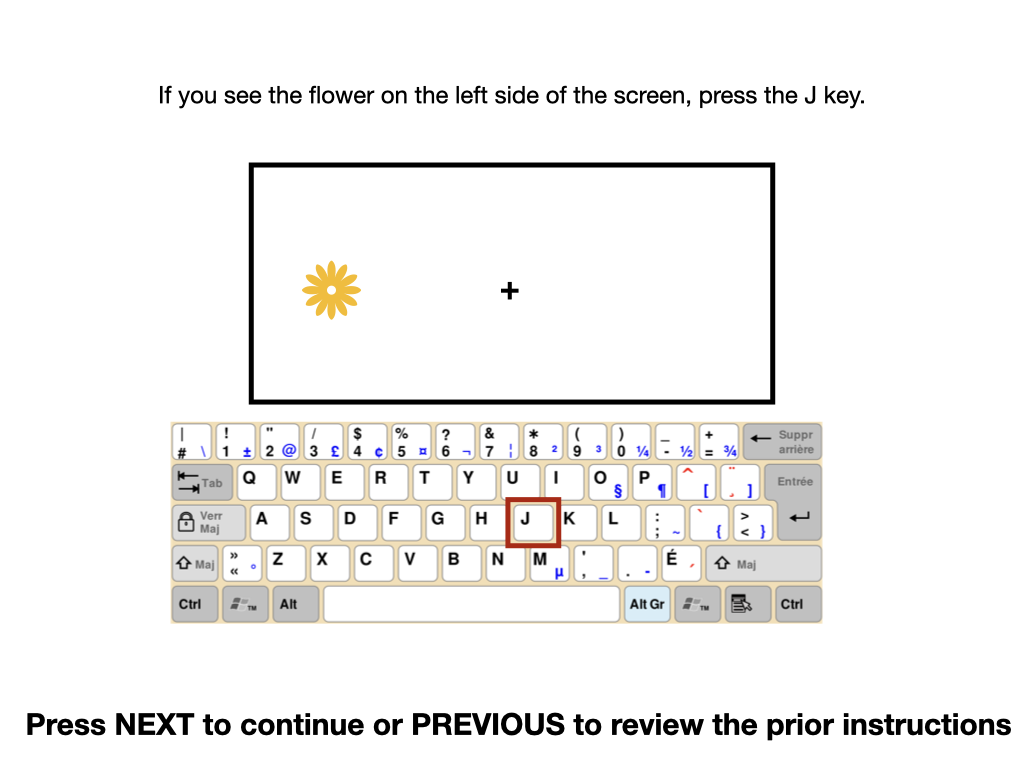 If you see the flower on the left side of the screen, press the J key.
+
| ! " / $ % ? & * ( ) _ + Suppr
# \ 1 ± 2 @ 3 £ 4 ¢ 5 ¤ 6 ¬ 7 ¦ 8 ² 9 ³ 0 ¼ - ½ = ¾ arrière
Tab Q W E R T Y U I O § P ¶ ^ [ ¨ ¸ ] Entrée
Verr Maj A S D F G H J K L : ; ~ ` { > < }
Maj » « ° Z X C V B N M µ ' , _ . - É ´ Maj
Ctrl TM Alt Alt Gr TM Ctrl
Press NEXT to continue or PREVIOUS to review the prior instructions